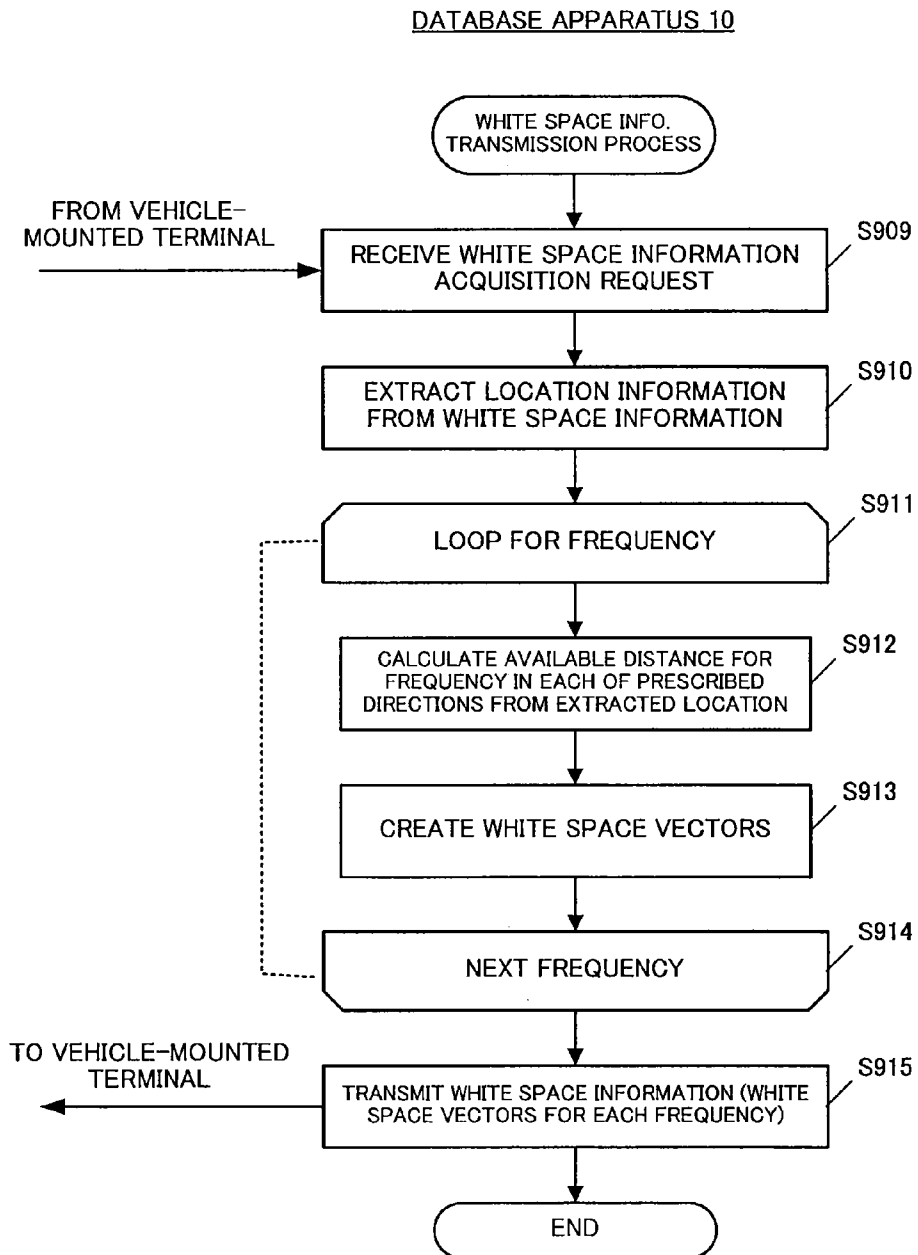 DATABASE APPARATUS 10
WHITE SPACE INFO.
TRANSMISSION PROCESS
FROM VEHICLE-
MOUNTED TERMINAL
S909
RECEIVE WHITE SPACE INFORMATION
ACQUISITION REQUEST
S910
EXTRACT LOCATION INFORMATION
FROM WHITE SPACE INFORMATION
S911
LOOP FOR FREQUENCY
S912
CALCULATE AVAILABLE DISTANCE FOR
FREQUENCY IN EACH OF PRESCRIBED
DIRECTIONS FROM EXTRACTED LOCATION
S913
CREATE WHITE SPACE VECTORS
S914
NEXT FREQUENCY
TO VEHICLE-MOUNTED
TERMINAL
S915
TRANSMIT WHITE SPACE INFORMATION (WHITE
SPACE VECTORS FOR EACH FREQUENCY)
END